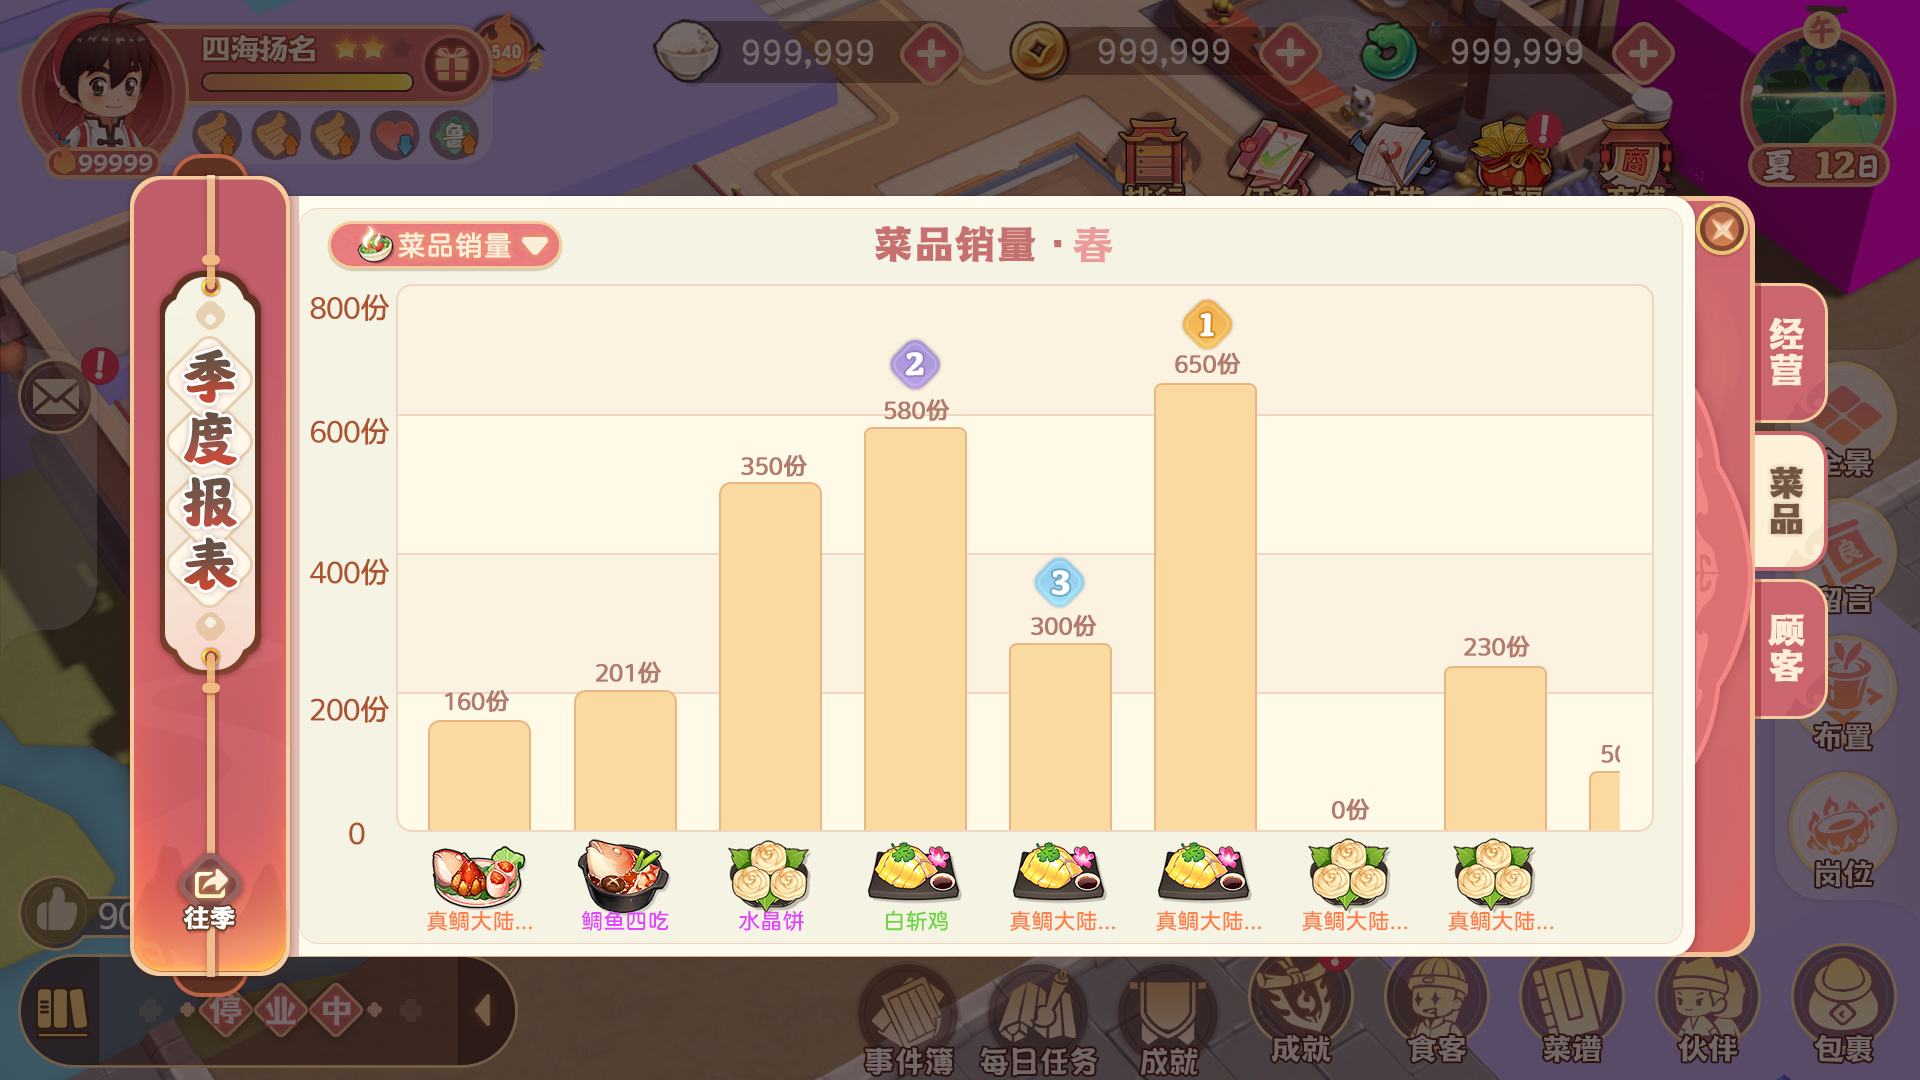 四海扬名
540
999,999
999,999
999,999
午
99999
鲁
商
夏 12日
菜品销量
菜品销量·春
季度报表
往季
800份
600份
400份
200份
0
160份
201份
350份
580份
2
300份
3
650份
1
0份
230份
50
真鲷大陆...
鲷鱼四吃
水晶饼
白斩鸡
真鲷大陆...
真鲷大陆...
真鲷大陆...
真鲷大陆...
经营
菜品
顾客
全景
留言
布置
岗位
90
停业中
事件簿
每日任务
成就
成就
食客
菜谱
伙伴
包裹